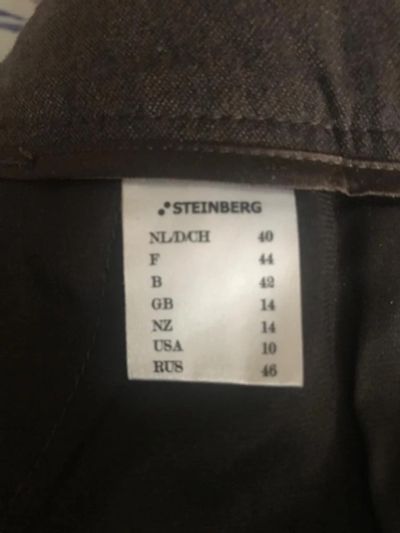 STEINBERG
NL/D/CH 40
F 44
B 42
GB 14
NZ 14
USA 10
RUS 46